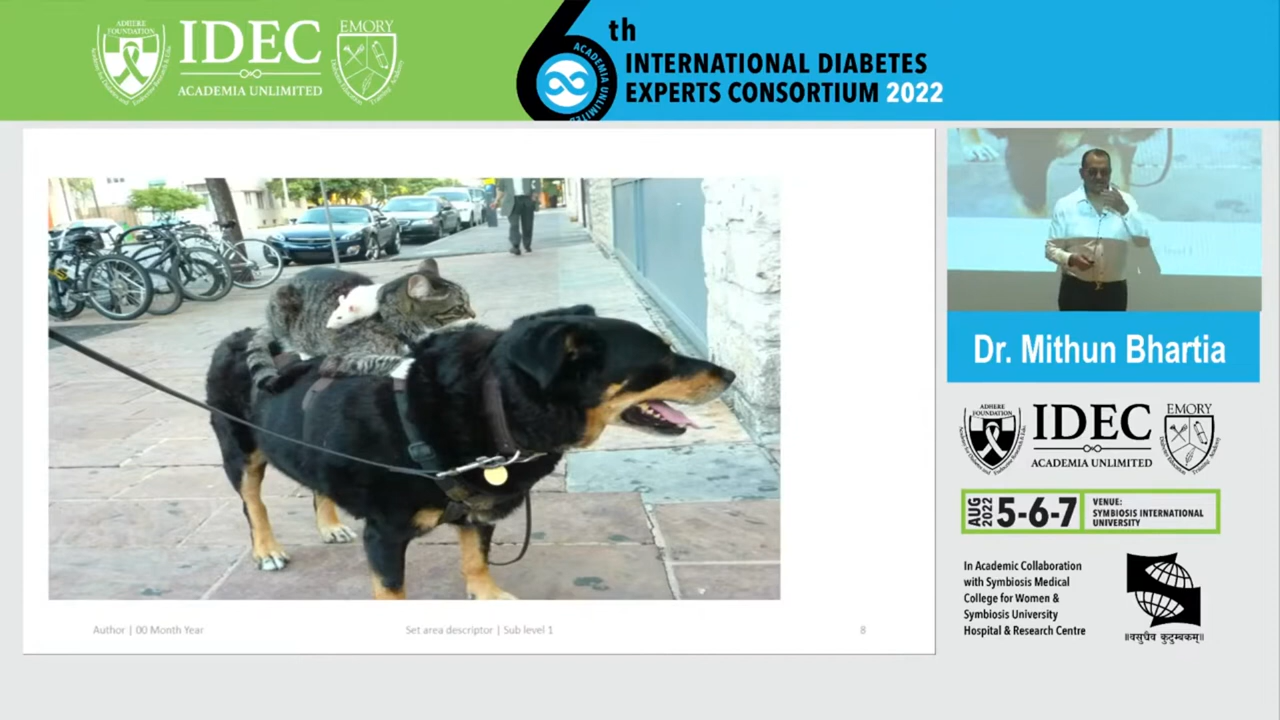 ADHERE
FOUNDATION
IDEC
ACADEMIA UNLIMITED
EMORY
6th
ACADEMIA UNLIMITED
INTERNATIONAL DIABETES
EXPERTS CONSORTIUM 2022
Author | 00 Month Year
Set area descriptor | Sub level 1
8
Dr. Mithun Bhartia
ADHERE
FOUNDATION
IDEC
ACADEMIA UNLIMITED
EMORY
AUG
2022
5-6-7
VENUE:
SYMBIOSIS INTERNATIONAL
UNIVERSITY
In Academic Collaboration
with Symbiosis Medical
College for Women &
Symbiosis University
Hospital & Research Centre
॥वसुधैव कुटुम्बकम्॥